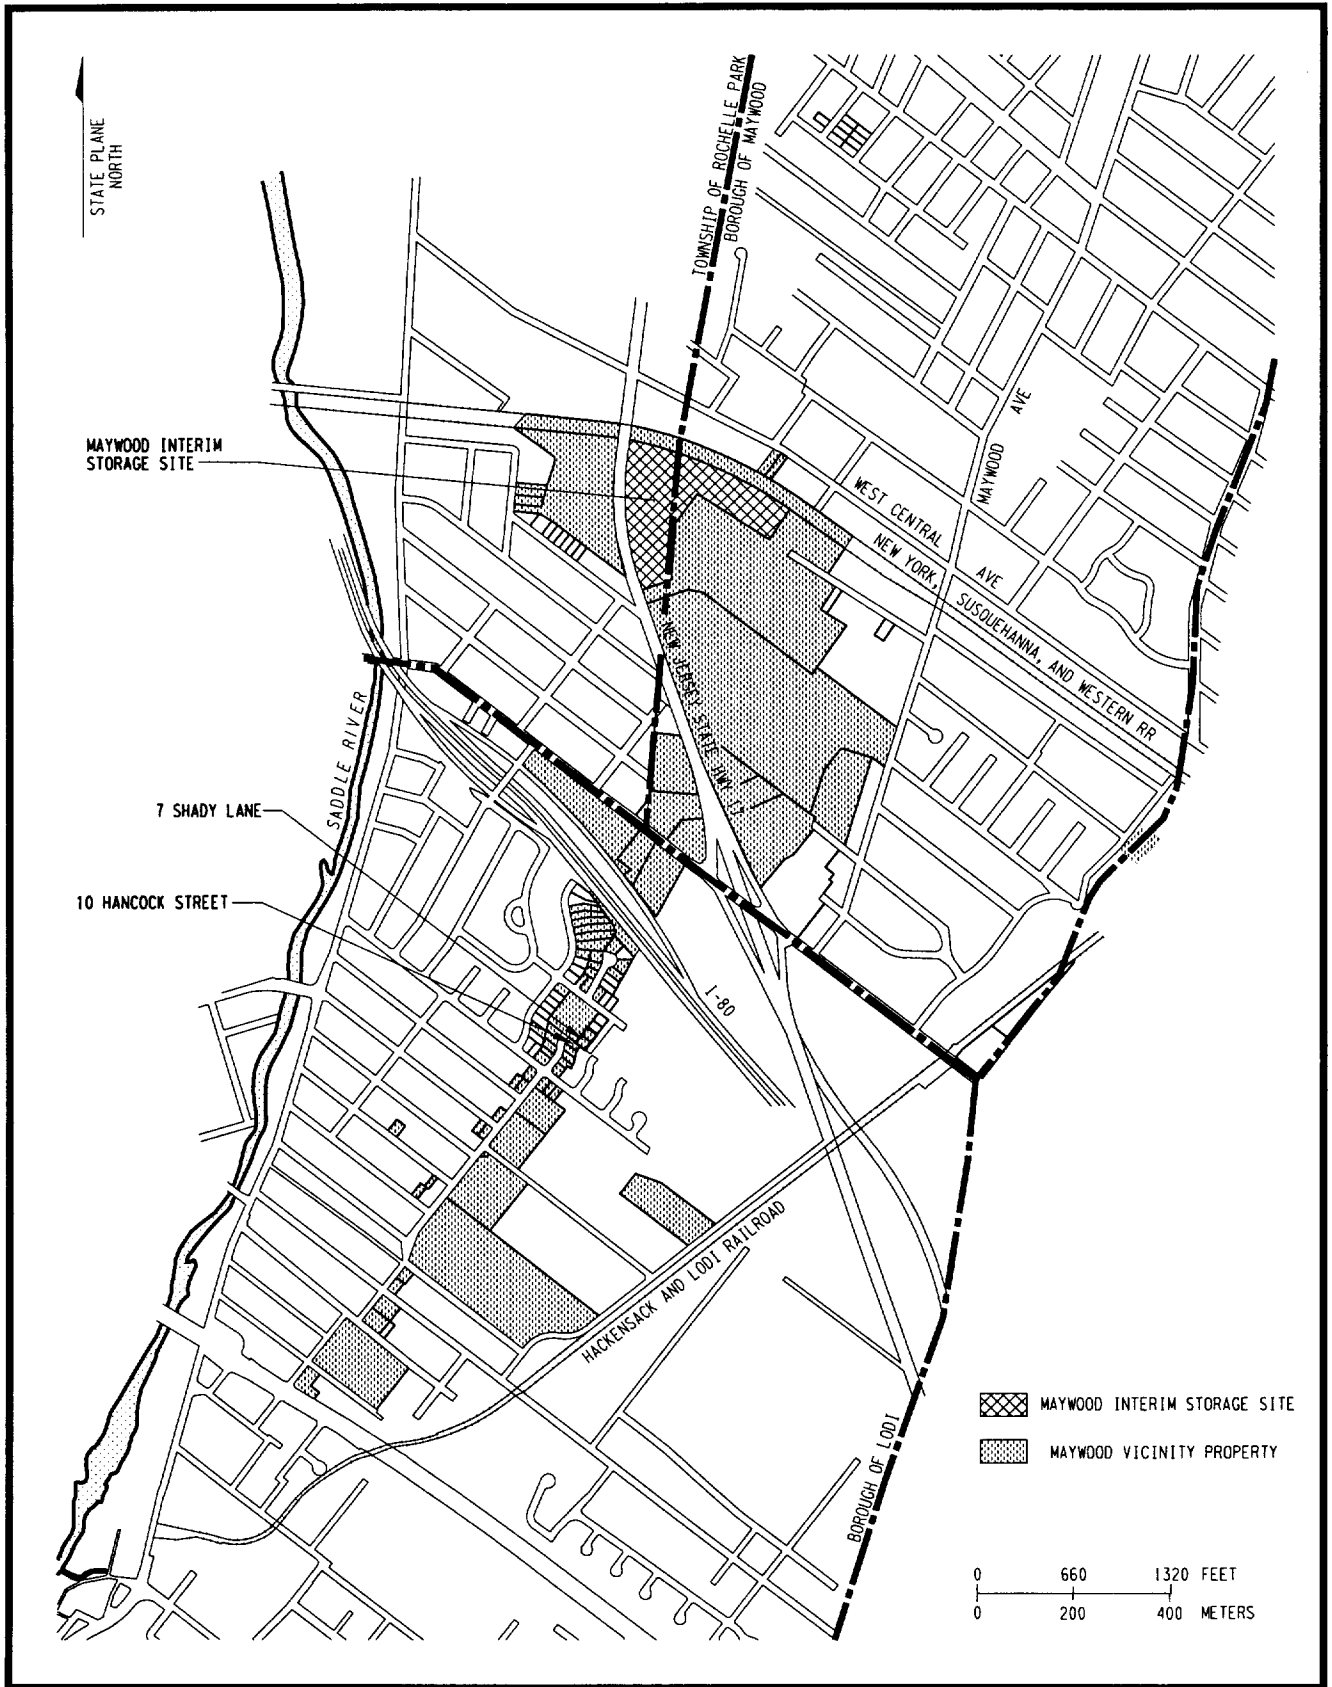 STATE PLANE
NORTH
TOWNSHIP OF ROCHELLE PARK
BOROUGH OF MAYWOOD
MAYWOOD INTERIM
STORAGE SITE
MAYWOOD AVE
WEST CENTRAL AVE
NEW YORK, SUSQUEHANNA, AND WESTERN RR
NEW JERSEY STATE HWY 17
SADDLE RIVER
7 SHADY LANE
10 HANCOCK STREET
I-80
HACKENSACK AND LODI RAILROAD
BOROUGH OF LODI
MAYWOOD INTERIM STORAGE SITE
MAYWOOD VICINITY PROPERTY
0 660 1320 FEET
0 200 400 METERS